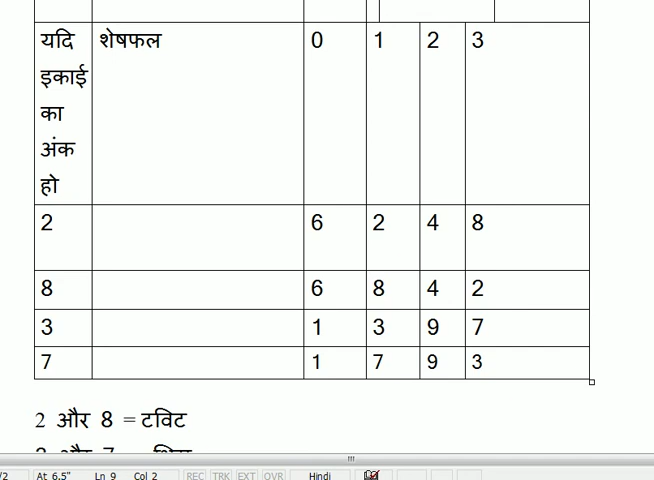 यदि इकाई का अंक हो शेषफल 0 1 2 3
2 6 2 4 8
8 6 8 4 2
3 1 3 9 7
7 1 7 9 3
2 और 8 = टविट
At 6.5" Ln 9 Col 2 REC TRK EXT OVR Hindi